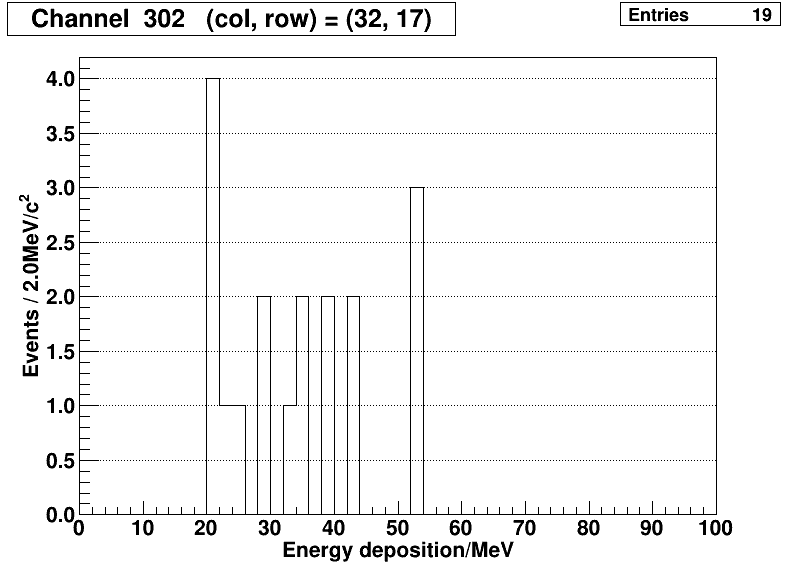 Channel 302 (col, row) = (32, 17)
Entries 19
4.0
3.5
3.0
2.5
2.0
1.5
1.0
0.5
0.0
Events / 2.0MeV/c²
0 10 20 30 40 50 60 70 80 90 100
Energy deposition/MeV